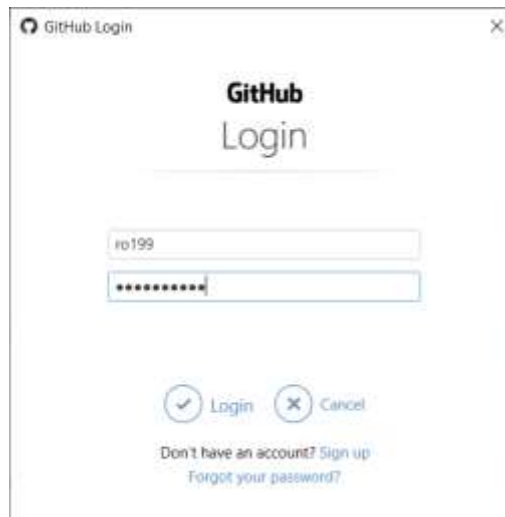 GitHub Login
GitHub
Login
ro199
••••••••••
Login Cancel
Don't have an account? Sign up
Forgot your password?